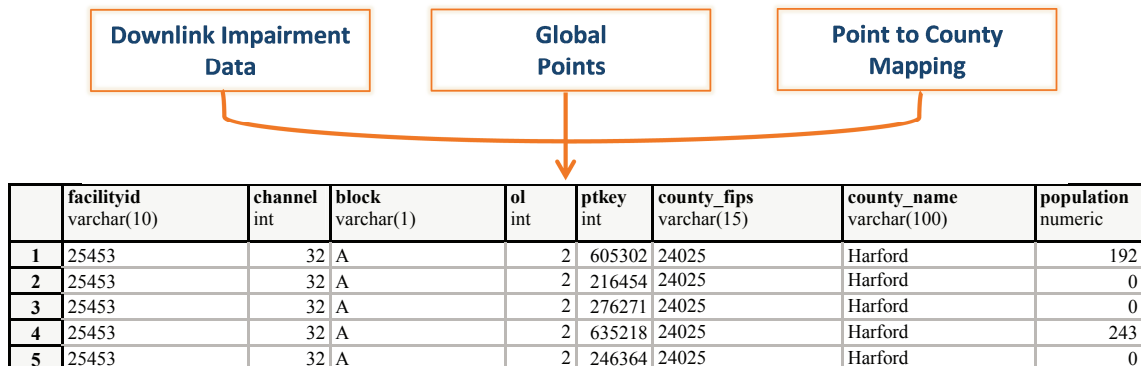 Downlink Impairment
Data
Global
Points
Point to County
Mapping
facilityid channel block ol ptkey county_fips county_name population
varchar(10) int varchar(1) int int varchar(15) varchar(100) numeric
1 25453 32 A 2 605302 24025 Harford 192
2 25453 32 A 2 216454 24025 Harford 0
3 25453 32 A 2 276271 24025 Harford 0
4 25453 32 A 2 635218 24025 Harford 243
5 25453 32 A 2 246364 24025 Harford 0